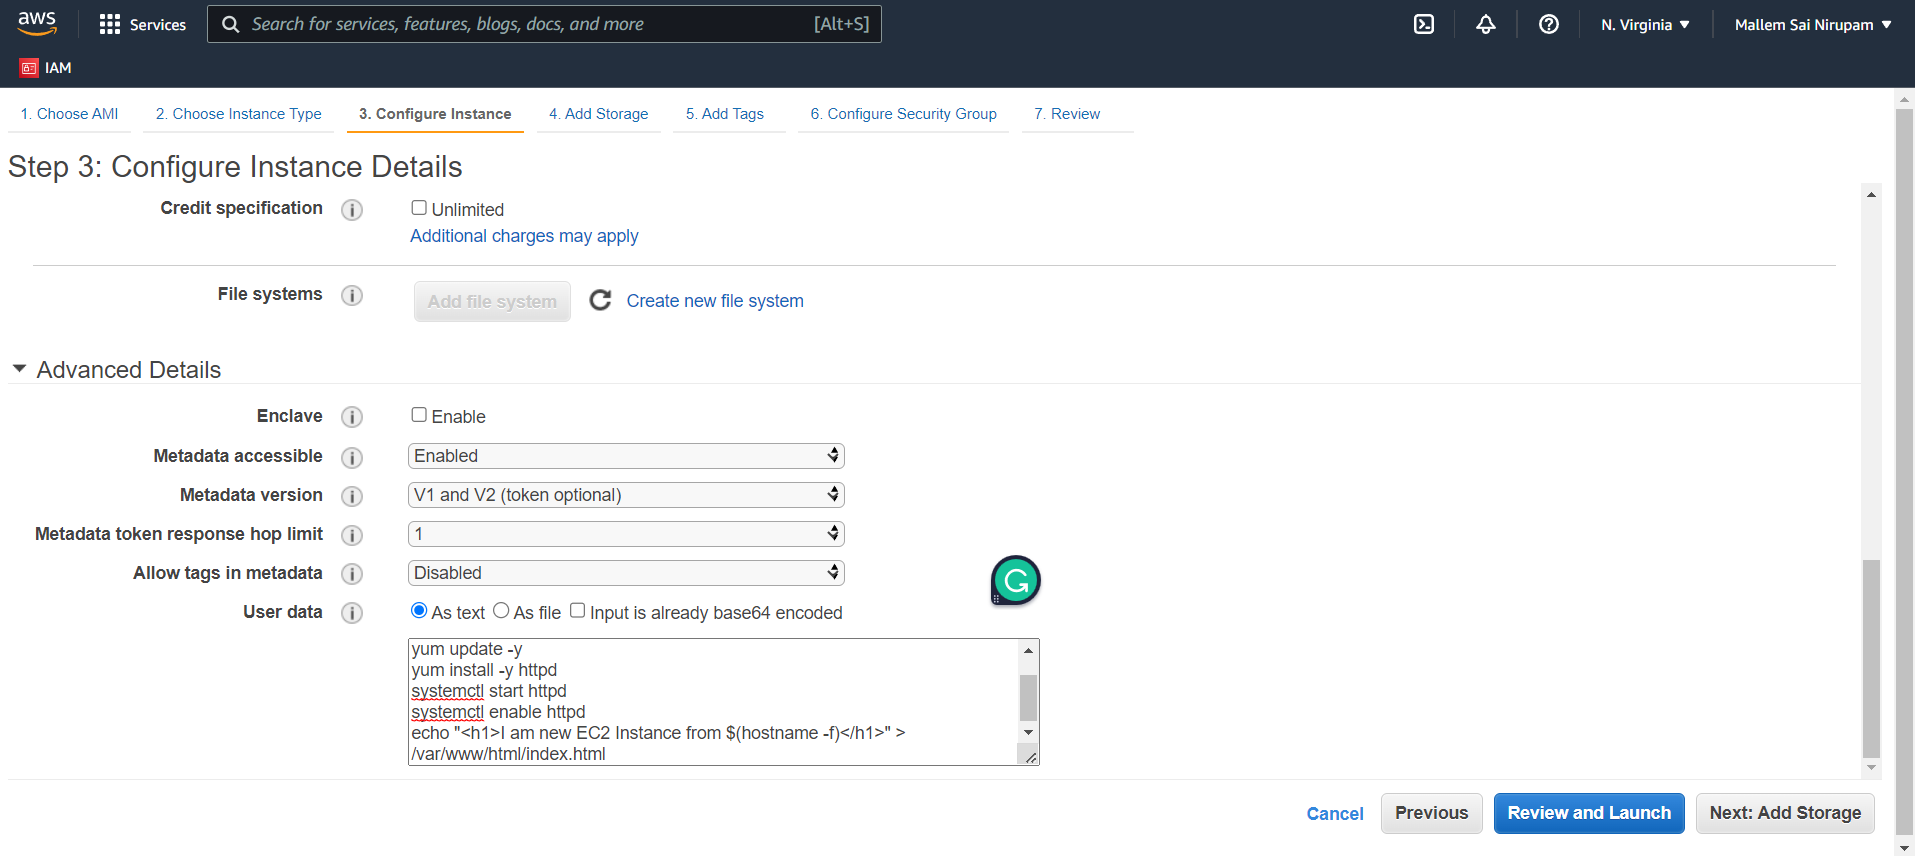 aws
Services
Search for services, features, blogs, docs, and more
[Alt+S]
N. Virginia
Mallem Sai Nirupam
IAM
1. Choose AMI
2. Choose Instance Type
3. Configure Instance
4. Add Storage
5. Add Tags
6. Configure Security Group
7. Review
Step 3: Configure Instance Details
Credit specification
Unlimited
Additional charges may apply
File systems
Add file system
Create new file system
Advanced Details
Enclave
Enable
Metadata accessible
Enabled
Metadata version
V1 and V2 (token optional)
Metadata token response hop limit
1
Allow tags in metadata
Disabled
User data
As text
As file
Input is already base64 encoded
yum update -y
yum install -y httpd
systemctl start httpd
systemctl enable httpd
echo "<h1>I am new EC2 Instance from $(hostname -f)</h1>" >
/var/www/html/index.html
Cancel
Previous
Review and Launch
Next: Add Storage